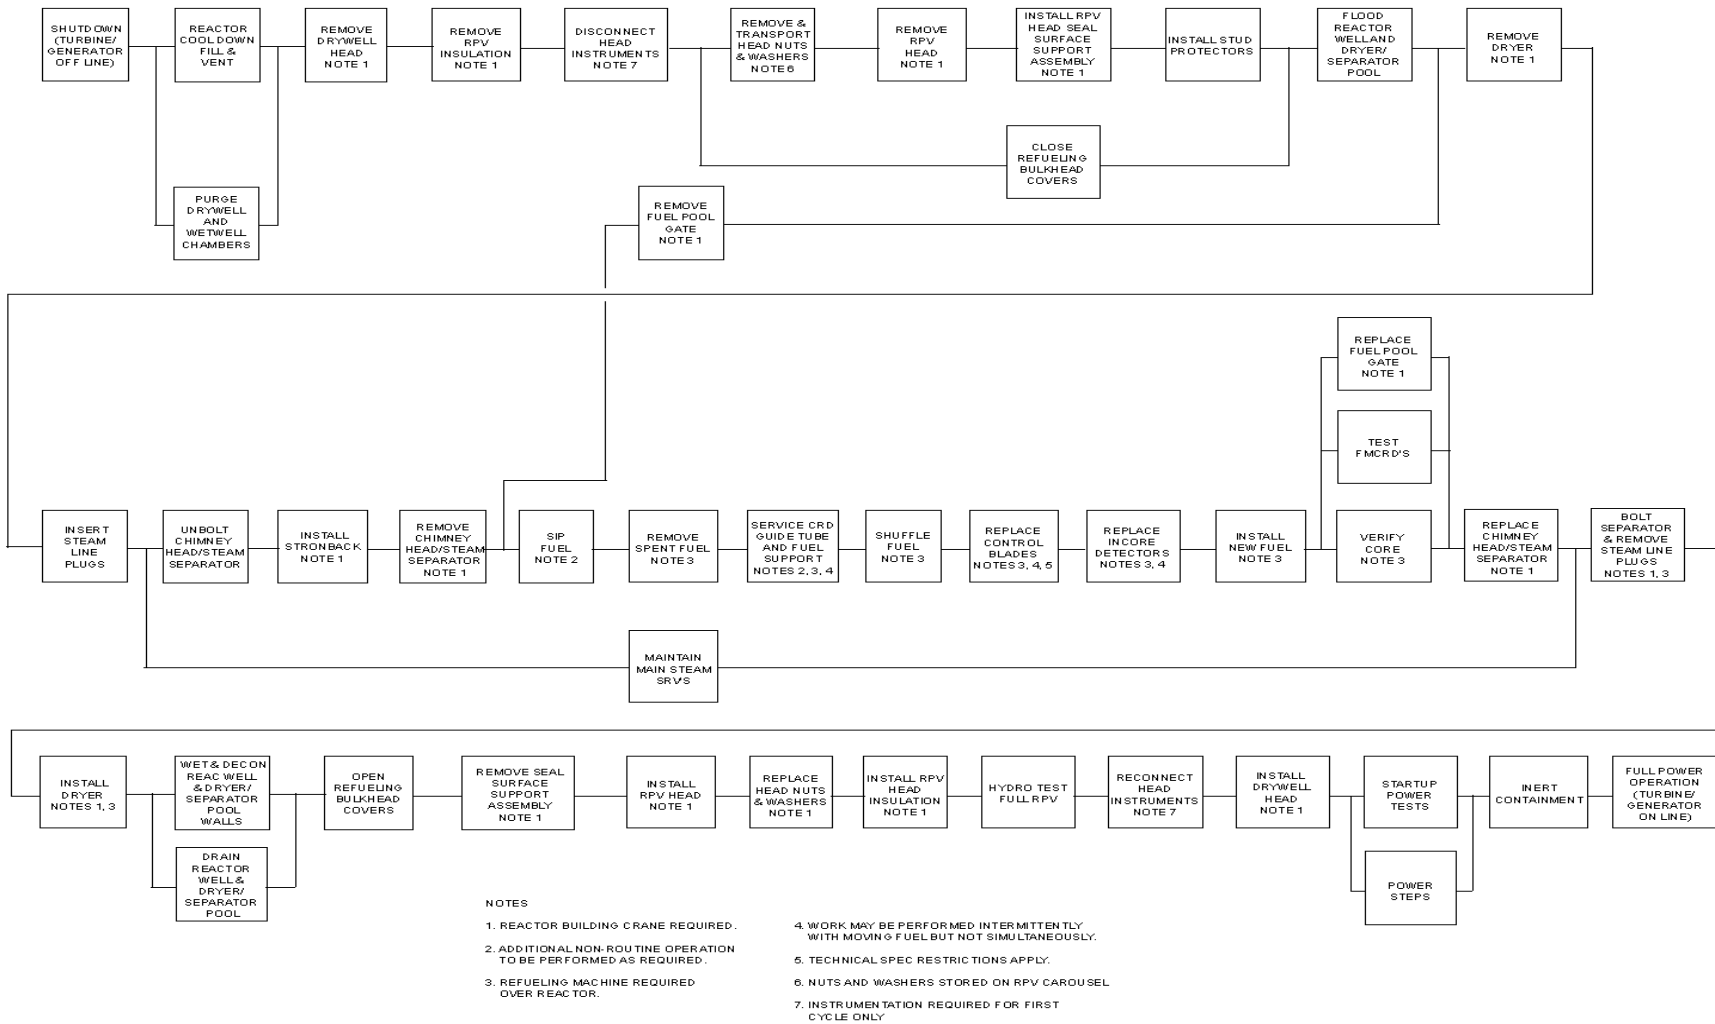 SHUTDOWN
(TURBINE/
GENERATOR
OFF LINE)
REACTOR
COOLDOWN
FILL &
VENT
REMOVE
DRYWELL
HEAD
NOTE 1
REMOVE
RPV
INSULATION
NOTE 1
DISCONNECT
HEAD
INSTRUMENTS
NOTE 7
REMOVE &
TRANSPORT
HEAD NUTS
& WASHERS
NOTE 6
REMOVE
RPV
HEAD
NOTE 1
INSTALL RPV
HEAD SEAL
SURFACE
SUPPORT
ASSEMBLY
NOTE 1
INSTALL STUD
PROTECTORS
FLOOD
REACTOR
WELL AND
DRYER/
SEPARATOR
POOL
REMOVE
DRYER
NOTE 1
CLOSE
REFUELING
BULKHEAD
COVERS
PURGE
DRYWELL
AND
WETWELL
CHAMBERS
REMOVE
FUEL POOL
GATE
NOTE 1
REPLACE
FUEL POOL
GATE
NOTE 1
TEST
FMCRD'S
INSERT
STEAM
LINE
PLUGS
UNBOLT
CHIMNEY
HEAD/STEAM
SEPARATOR
INSTALL
STRONBACK
NOTE 1
REMOVE
CHIMNEY
HEAD/STEAM
SEPARATOR
NOTE 1
SIP
FUEL
NOTE 2
REMOVE
SPENT FUEL
NOTE 3
SERVICE CRD
GUIDE TUBE
AND FUEL
SUPPORT
NOTES 2, 3, 4
SHUFFLE
FUEL
NOTE 3
REPLACE
CONTROL
BLADES
NOTES 3, 4, 5
REPLACE
INCORE
DETECTORS
NOTES 3, 4
INSTALL
NEW FUEL
NOTE 3
VERIFY
CORE
NOTE 3
REPLACE
CHIMNEY
HEAD/STEAM
SEPARATOR
NOTE 1
BOLT
SEPARATOR
& REMOVE
STEAM LINE
PLUGS
NOTES 1, 3
MAINTAIN
MAIN STEAM
SRV'S
INSTALL
DRYER
NOTES 1, 3
WET & DECON
REAC WELL
& DRYER/
SEPARATOR
POOL
WALLS
OPEN
REFUELING
BULKHEAD
COVERS
REMOVE SEAL
SURFACE
SUPPORT
ASSEMBLY
NOTE 1
INSTALL
RPV HEAD
NOTE 1
REPLACE
HEAD NUTS
& WASHERS
NOTE 1
INSTALL RPV
HEAD
INSULATION
NOTE 1
HYDRO TEST
FULL RPV
RECONNECT
HEAD
INSTRUMENTS
NOTE 7
INSTALL
DRYWELL
HEAD
NOTE 1
STARTUP
POWER
TESTS
INERT
CONTAINMENT
FULL POWER
OPERATION
(TURBINE/
GENERATOR
ON LINE)
DRAIN
REACTOR
WELL &
DRYER/
SEPARATOR
POOL
POWER
STEPS
NOTES
1. REACTOR BUILDING CRANE REQUIRED.
2. ADDITIONAL NON-ROUTINE OPERATION
TO BE PERFORMED AS REQUIRED.
3. REFUELING MACHINE REQUIRED
OVER REACTOR.
4. WORK MAY BE PERFORMED INTERMITTENTLY
WITH MOVING FUEL BUT NOT SIMULTANEOUSLY.
5. TECHNICAL SPEC RESTRICTIONS APPLY.
6. NUTS AND WASHERS STORED ON RPV CAROUSEL
7. INSTRUMENTATION REQUIRED FOR FIRST
CYCLE ONLY